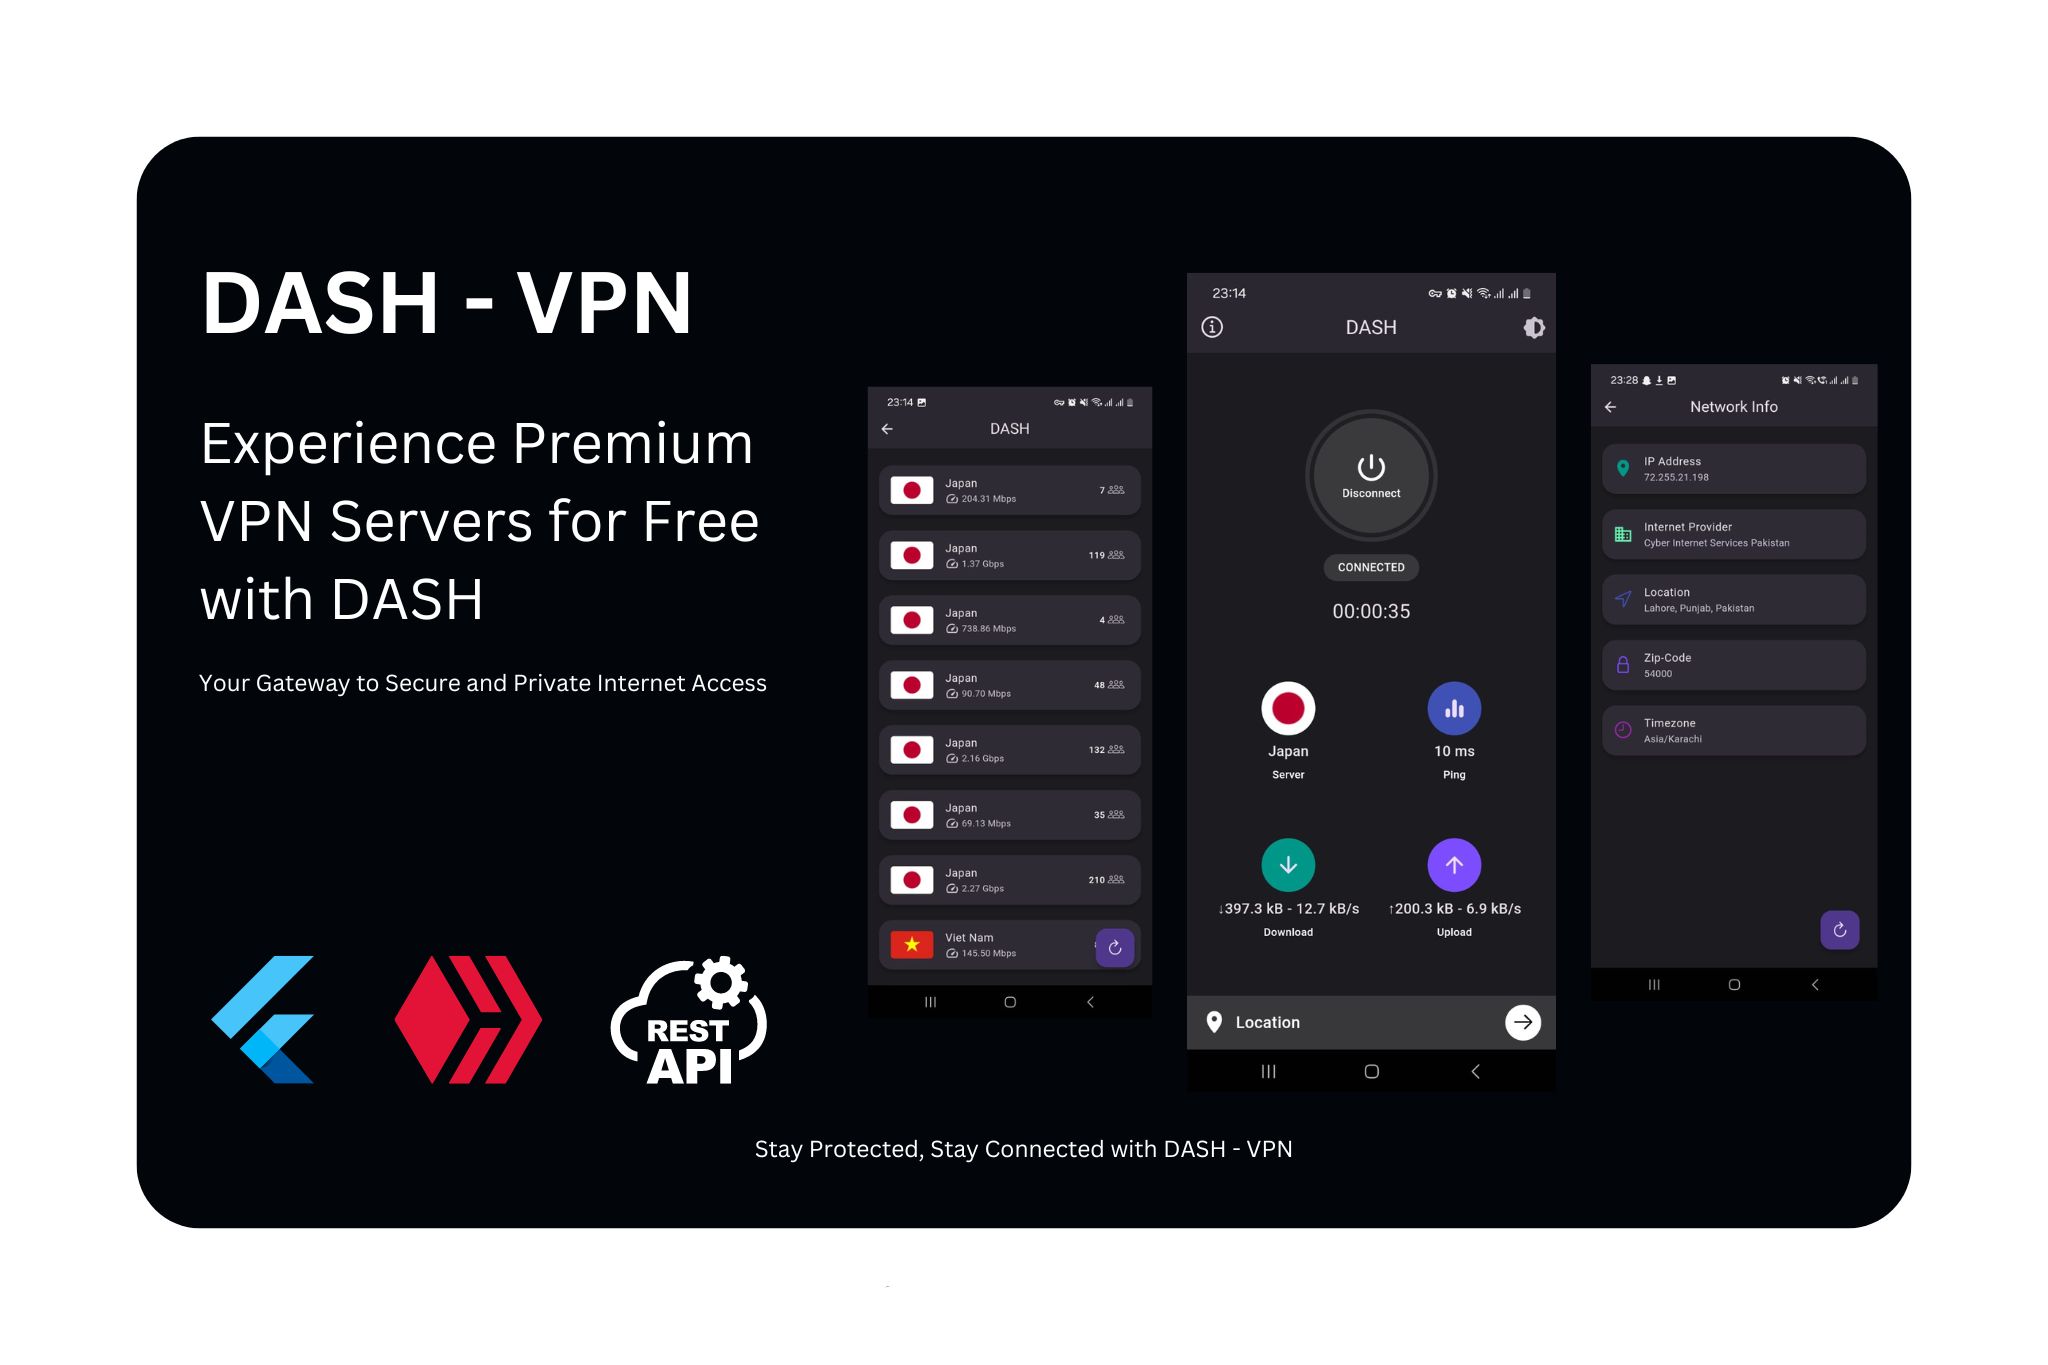 DASH - VPN
Experience Premium
VPN Servers for Free
with DASH
Your Gateway to Secure and Private Internet Access
REST
API
23:14
DASH
Japan
204.31 Mbps
7
Japan
1.37 Gbps
119
Japan
738.86 Mbps
4
Japan
90.70 Mbps
48
Japan
2.16 Gbps
132
Japan
69.13 Mbps
35
Japan
2.27 Gbps
210
Viet Nam
145.50 Mbps
23:14
DASH
Disconnect
CONNECTED
00:00:35
Japan
Server
10 ms
Ping
↓397.3 kB - 12.7 kB/s
Download
↑200.3 kB - 6.9 kB/s
Upload
Location
23:28
Network Info
IP Address
72.255.21.198
Internet Provider
Cyber Internet Services Pakistan
Location
Lahore, Punjab, Pakistan
Zip-Code
54000
Timezone
Asia/Karachi
Stay Protected, Stay Connected with DASH - VPN